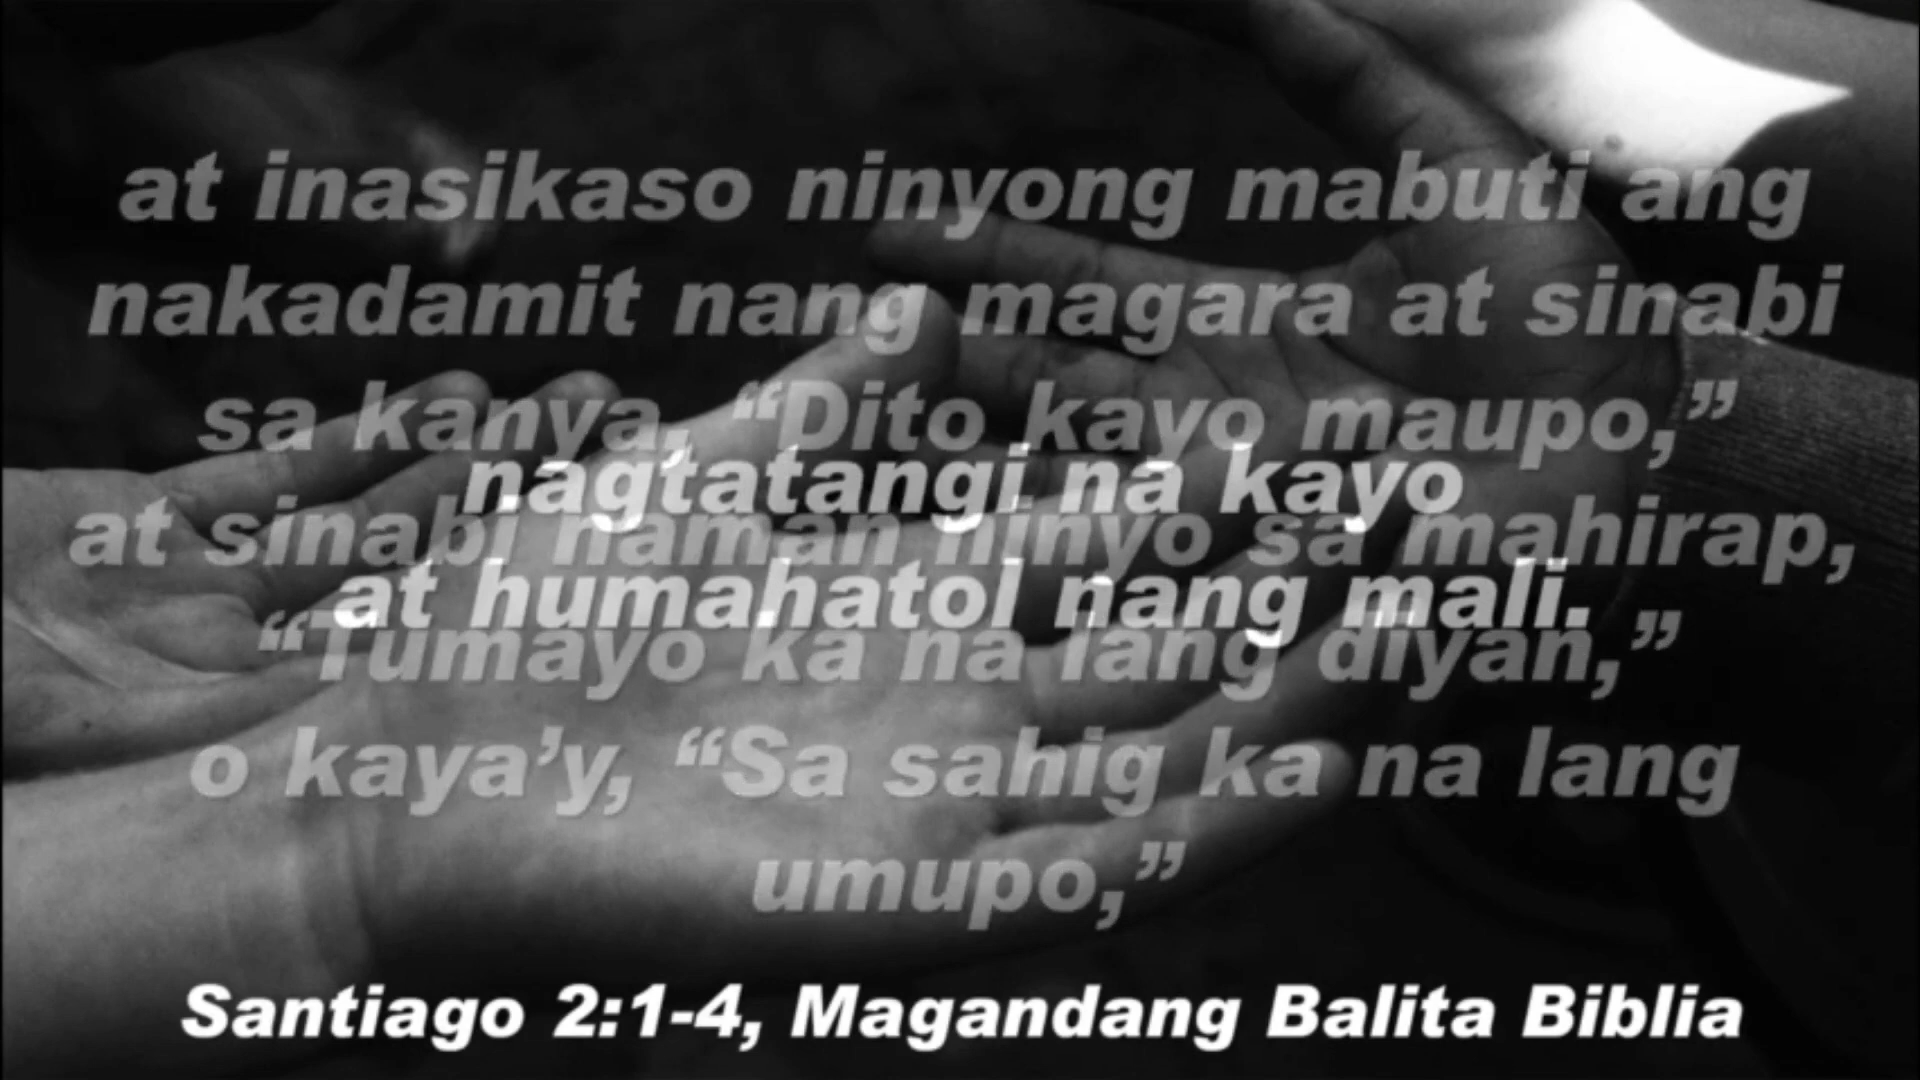 at inasikaso ninyong mabuti ang
nakadamit nang magara at sinabi
sa kanya, “Dito kayo maupo,”
nagtatangi na kayo
at sinabi naman ninyo sa mahirap,
at humahatol nang mali.
“Tumayo ka na lang diyan,”
o kaya’y, “Sa sahig ka na lang
umupo,”
Santiago 2:1-4, Magandang Balita Biblia